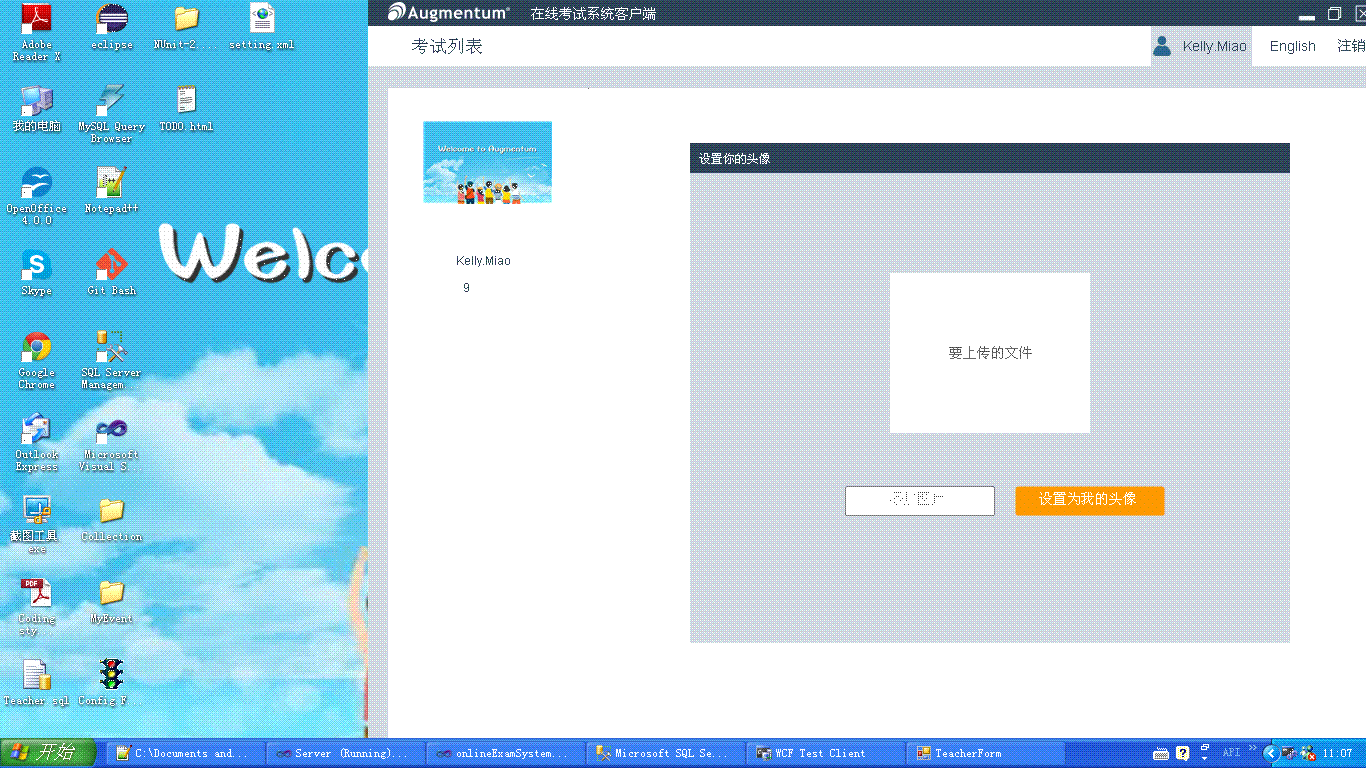 Adobe
Reader X
eclipse
NUnit-2...
setting.xml
我的电脑
MySQL Query
Browser
TODO.html
OpenOffice
4.0.0
Notepad++
Skype
Git Bash
Google
Chrome
SQL Server
Managem...
Outlook
Express
Microsoft
Visual S...
截图工具.
exe
Collection
Coding
sty...
MyEvent
Teacher.sql
Config F...
Welco
Augmentum
在线考试系统客户端
考试列表
Kelly.Miao
English
注销
Welcome to Augmentum
Kelly.Miao
9
设置你的头像
要上传的文件
图片
设置为我的头像
开始
C:\Documents and...
Server (Running)...
onlineExamSystem...
Microsoft SQL Se...
WCF Test Client
TeacherForm
API
11:07